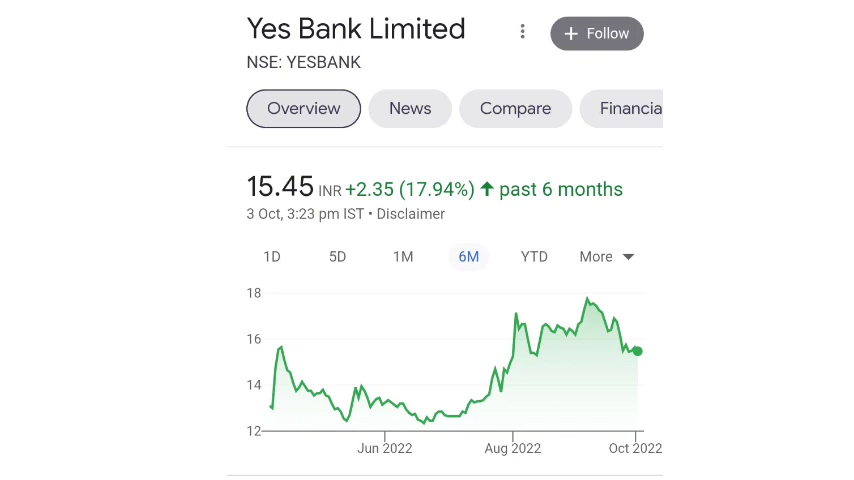 Yes Bank Limited
+ Follow
NSE: YESBANK
Overview News Compare Financia
15.45 INR +2.35 (17.94%) ↑ past 6 months
3 Oct, 3:23 pm IST • Disclaimer
1D 5D 1M 6M YTD More
18
16
14
12
Jun 2022 Aug 2022 Oct 2022